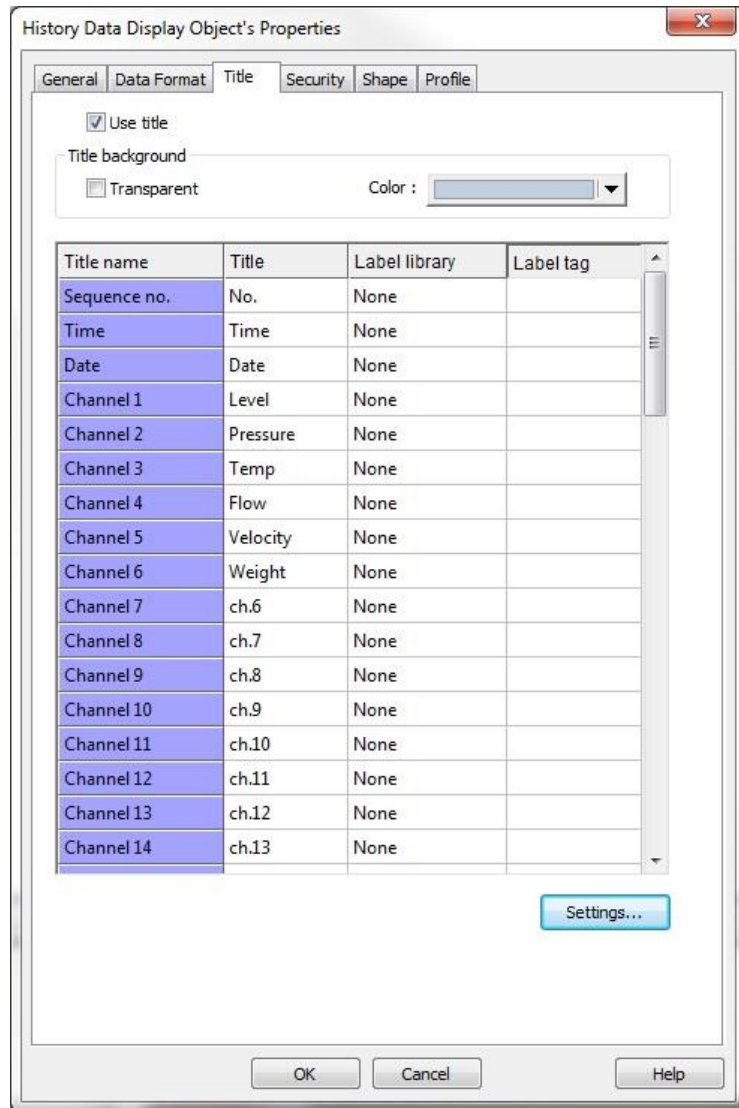 History Data Display Object's Properties
General Data Format Title Security Shape Profile
Use title
Title background
Transparent Color :
Title name Title Label library Label tag
Sequence no. No. None
Time Time None
Date Date None
Channel 1 Level None
Channel 2 Pressure None
Channel 3 Temp None
Channel 4 Flow None
Channel 5 Velocity None
Channel 6 Weight None
Channel 7 ch.6 None
Channel 8 ch.7 None
Channel 9 ch.8 None
Channel 10 ch.9 None
Channel 11 ch.10 None
Channel 12 ch.11 None
Channel 13 ch.12 None
Channel 14 ch.13 None
Settings...
OK Cancel Help